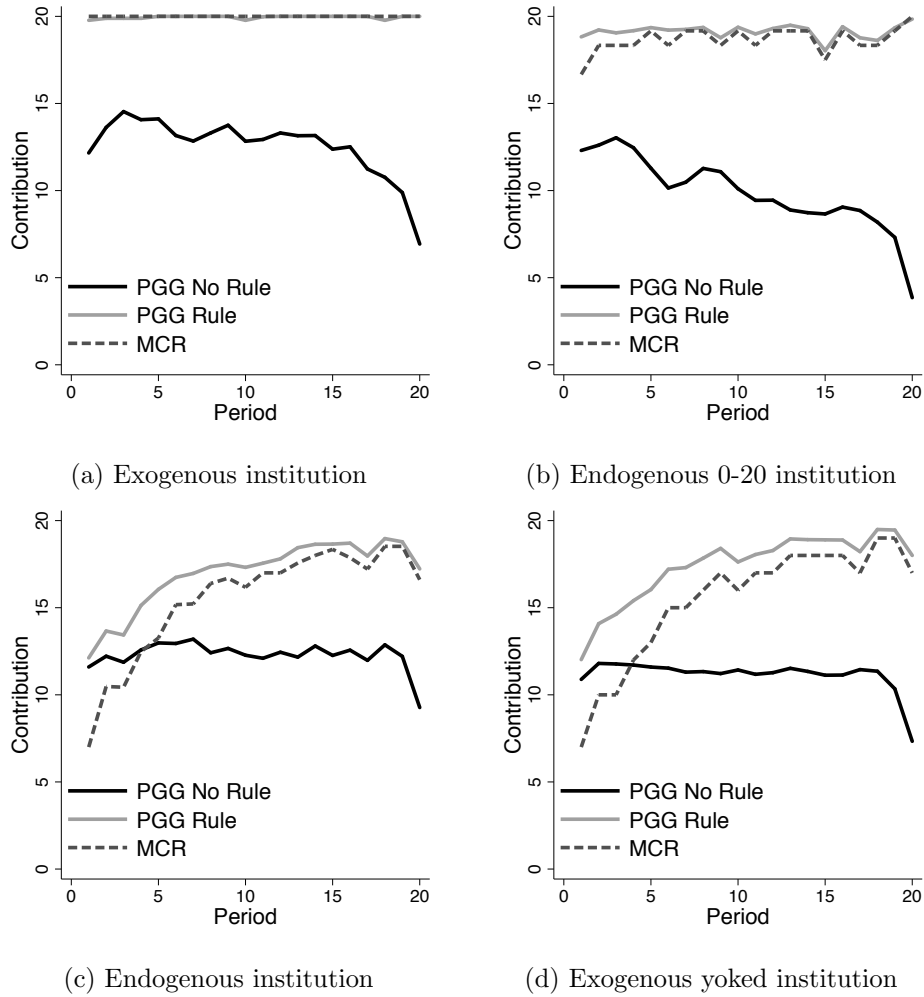 20
15
10
5
0
Contribution
PGG No Rule
PGG Rule
MCR
0 5 10 15 20
Period
(a) Exogenous institution
20
15
10
5
0
Contribution
PGG No Rule
PGG Rule
MCR
0 5 10 15 20
Period
(b) Endogenous 0-20 institution
20
15
10
5
0
Contribution
PGG No Rule
PGG Rule
MCR
0 5 10 15 20
Period
(c) Endogenous institution
20
15
10
5
0
Contribution
PGG No Rule
PGG Rule
MCR
0 5 10 15 20
Period
(d) Exogenous yoked institution